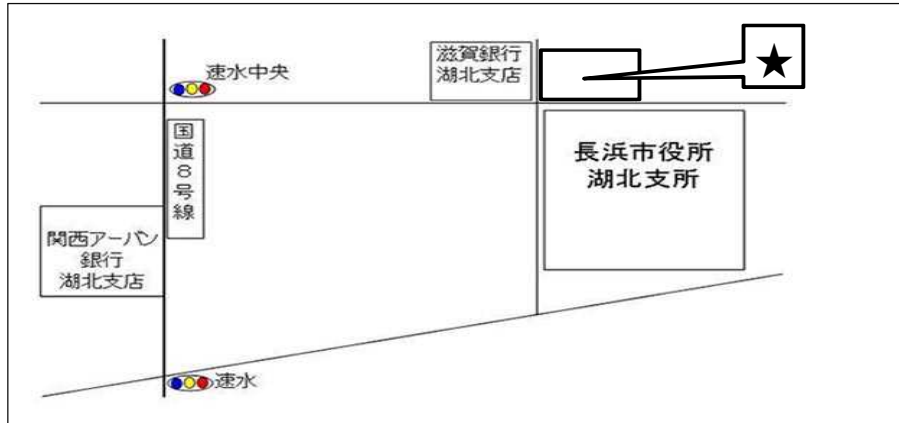 滋賀銀行
湖北支店
★
速水中央
国道8号線
長浜市役所
湖北支所
関西アーバン
銀行
湖北支店
速水